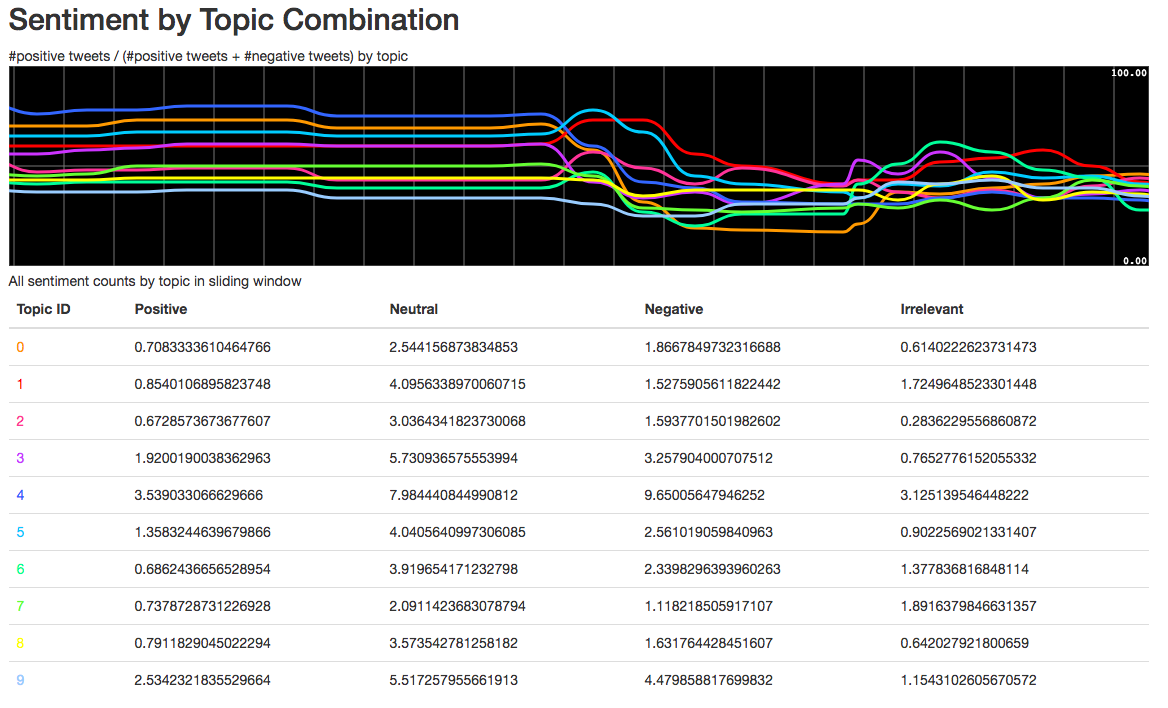 Sentiment by Topic Combination
#positive tweets / (#positive tweets + #negative tweets) by topic
100.00
0.00
All sentiment counts by topic in sliding window
Topic ID Positive Neutral Negative Irrelevant
0 0.7083333610464766 2.544156873834853 1.8667849732316688 0.6140222623731473
1 0.8540106895823748 4.0956338970060715 1.5275905611822442 1.7249648523301448
2 0.6728573673677607 3.0364341823730068 1.5937701501982602 0.2836229556860872
3 1.9200190038362963 5.730936575553994 3.257904000707512 0.7652776152055332
4 3.539033066629666 7.984440844990812 9.65005647946252 3.125139546448222
5 1.3583244639679866 4.0405640997306085 2.561019059840963 0.9022569021331407
6 0.6862436656528954 3.919654171232798 2.3398296393960263 1.377836816848114
7 0.7378728731226928 2.0911423683078794 1.118218505917107 1.8916379846631357
8 0.7911829045022294 3.573542781258182 1.631764428451607 0.642027921800659
9 2.5342321835529664 5.517257955661913 4.479858817699832 1.1543102605670572